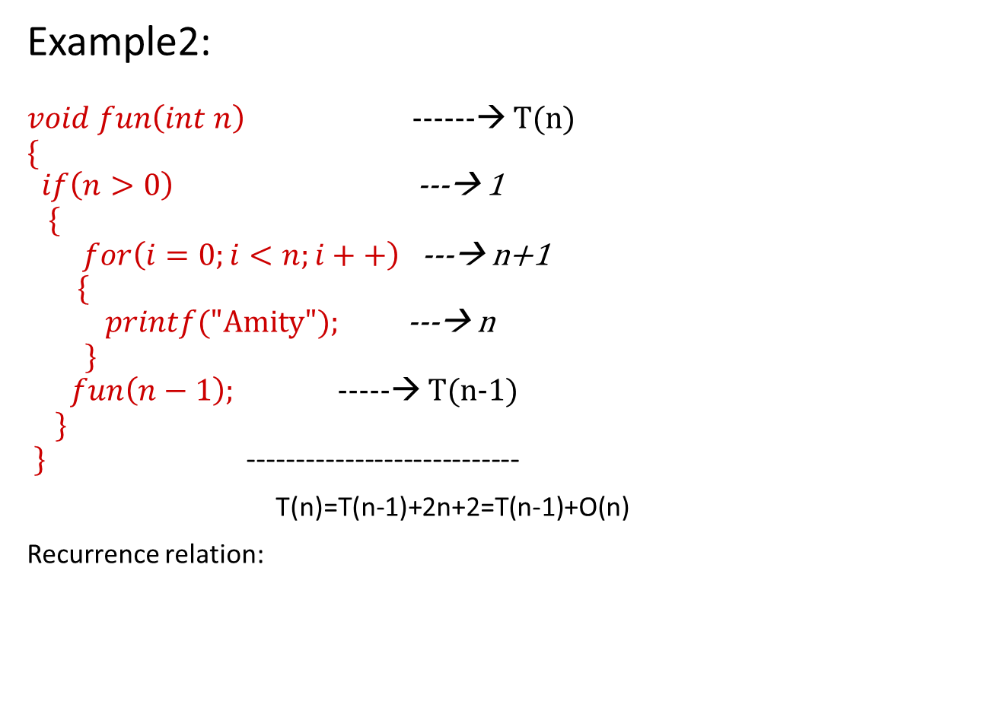 Example2:
void fun(int n) ------→ T(n)
{
if(n > 0) ---→ 1
{
for(i = 0; i < n; i + +) ---→ n+1
{
printf("Amity"); ---→ n
}
fun(n − 1); -----→ T(n-1)
}
} ----------------------------
T(n)=T(n-1)+2n+2=T(n-1)+O(n)
Recurrence relation: